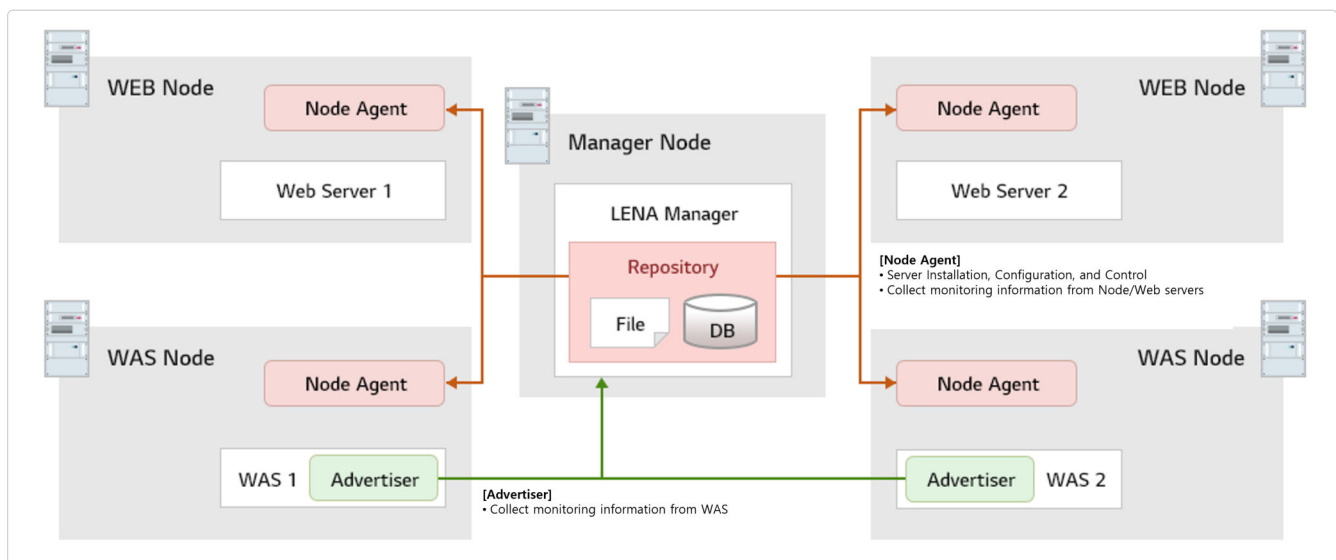 WEB Node
Node Agent
Web Server 1
Manager Node
LENA Manager
Repository
File
DB
WEB Node
Node Agent
Web Server 2
[Node Agent]
• Server Installation, Configuration, and Control
• Collect monitoring information from Node/Web servers
WAS Node
Node Agent
WAS 1
Advertiser
[Advertiser]
• Collect monitoring information from WAS
WAS Node
Node Agent
Advertiser
WAS 2